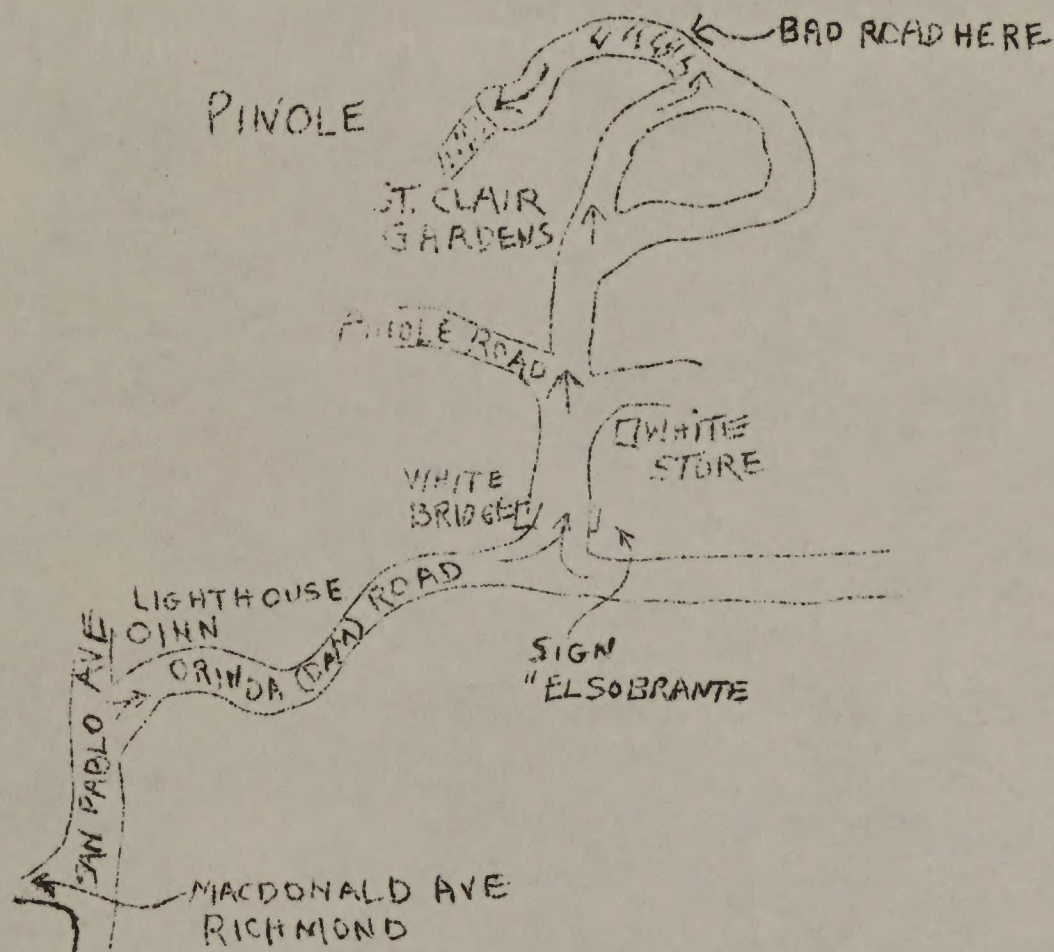 BAD ROAD HERE
PINOLE
ST. CLAIR
GARDENS
PINOLE ROAD
WHITE
STORE
WHITE
BRIDGE
LIGHTHOUSE
INN
ORINDA (DAM) ROAD
SIGN
"ELSOBRANTE
SAN PABLO AVE
MACDONALD AVE
RICHMOND